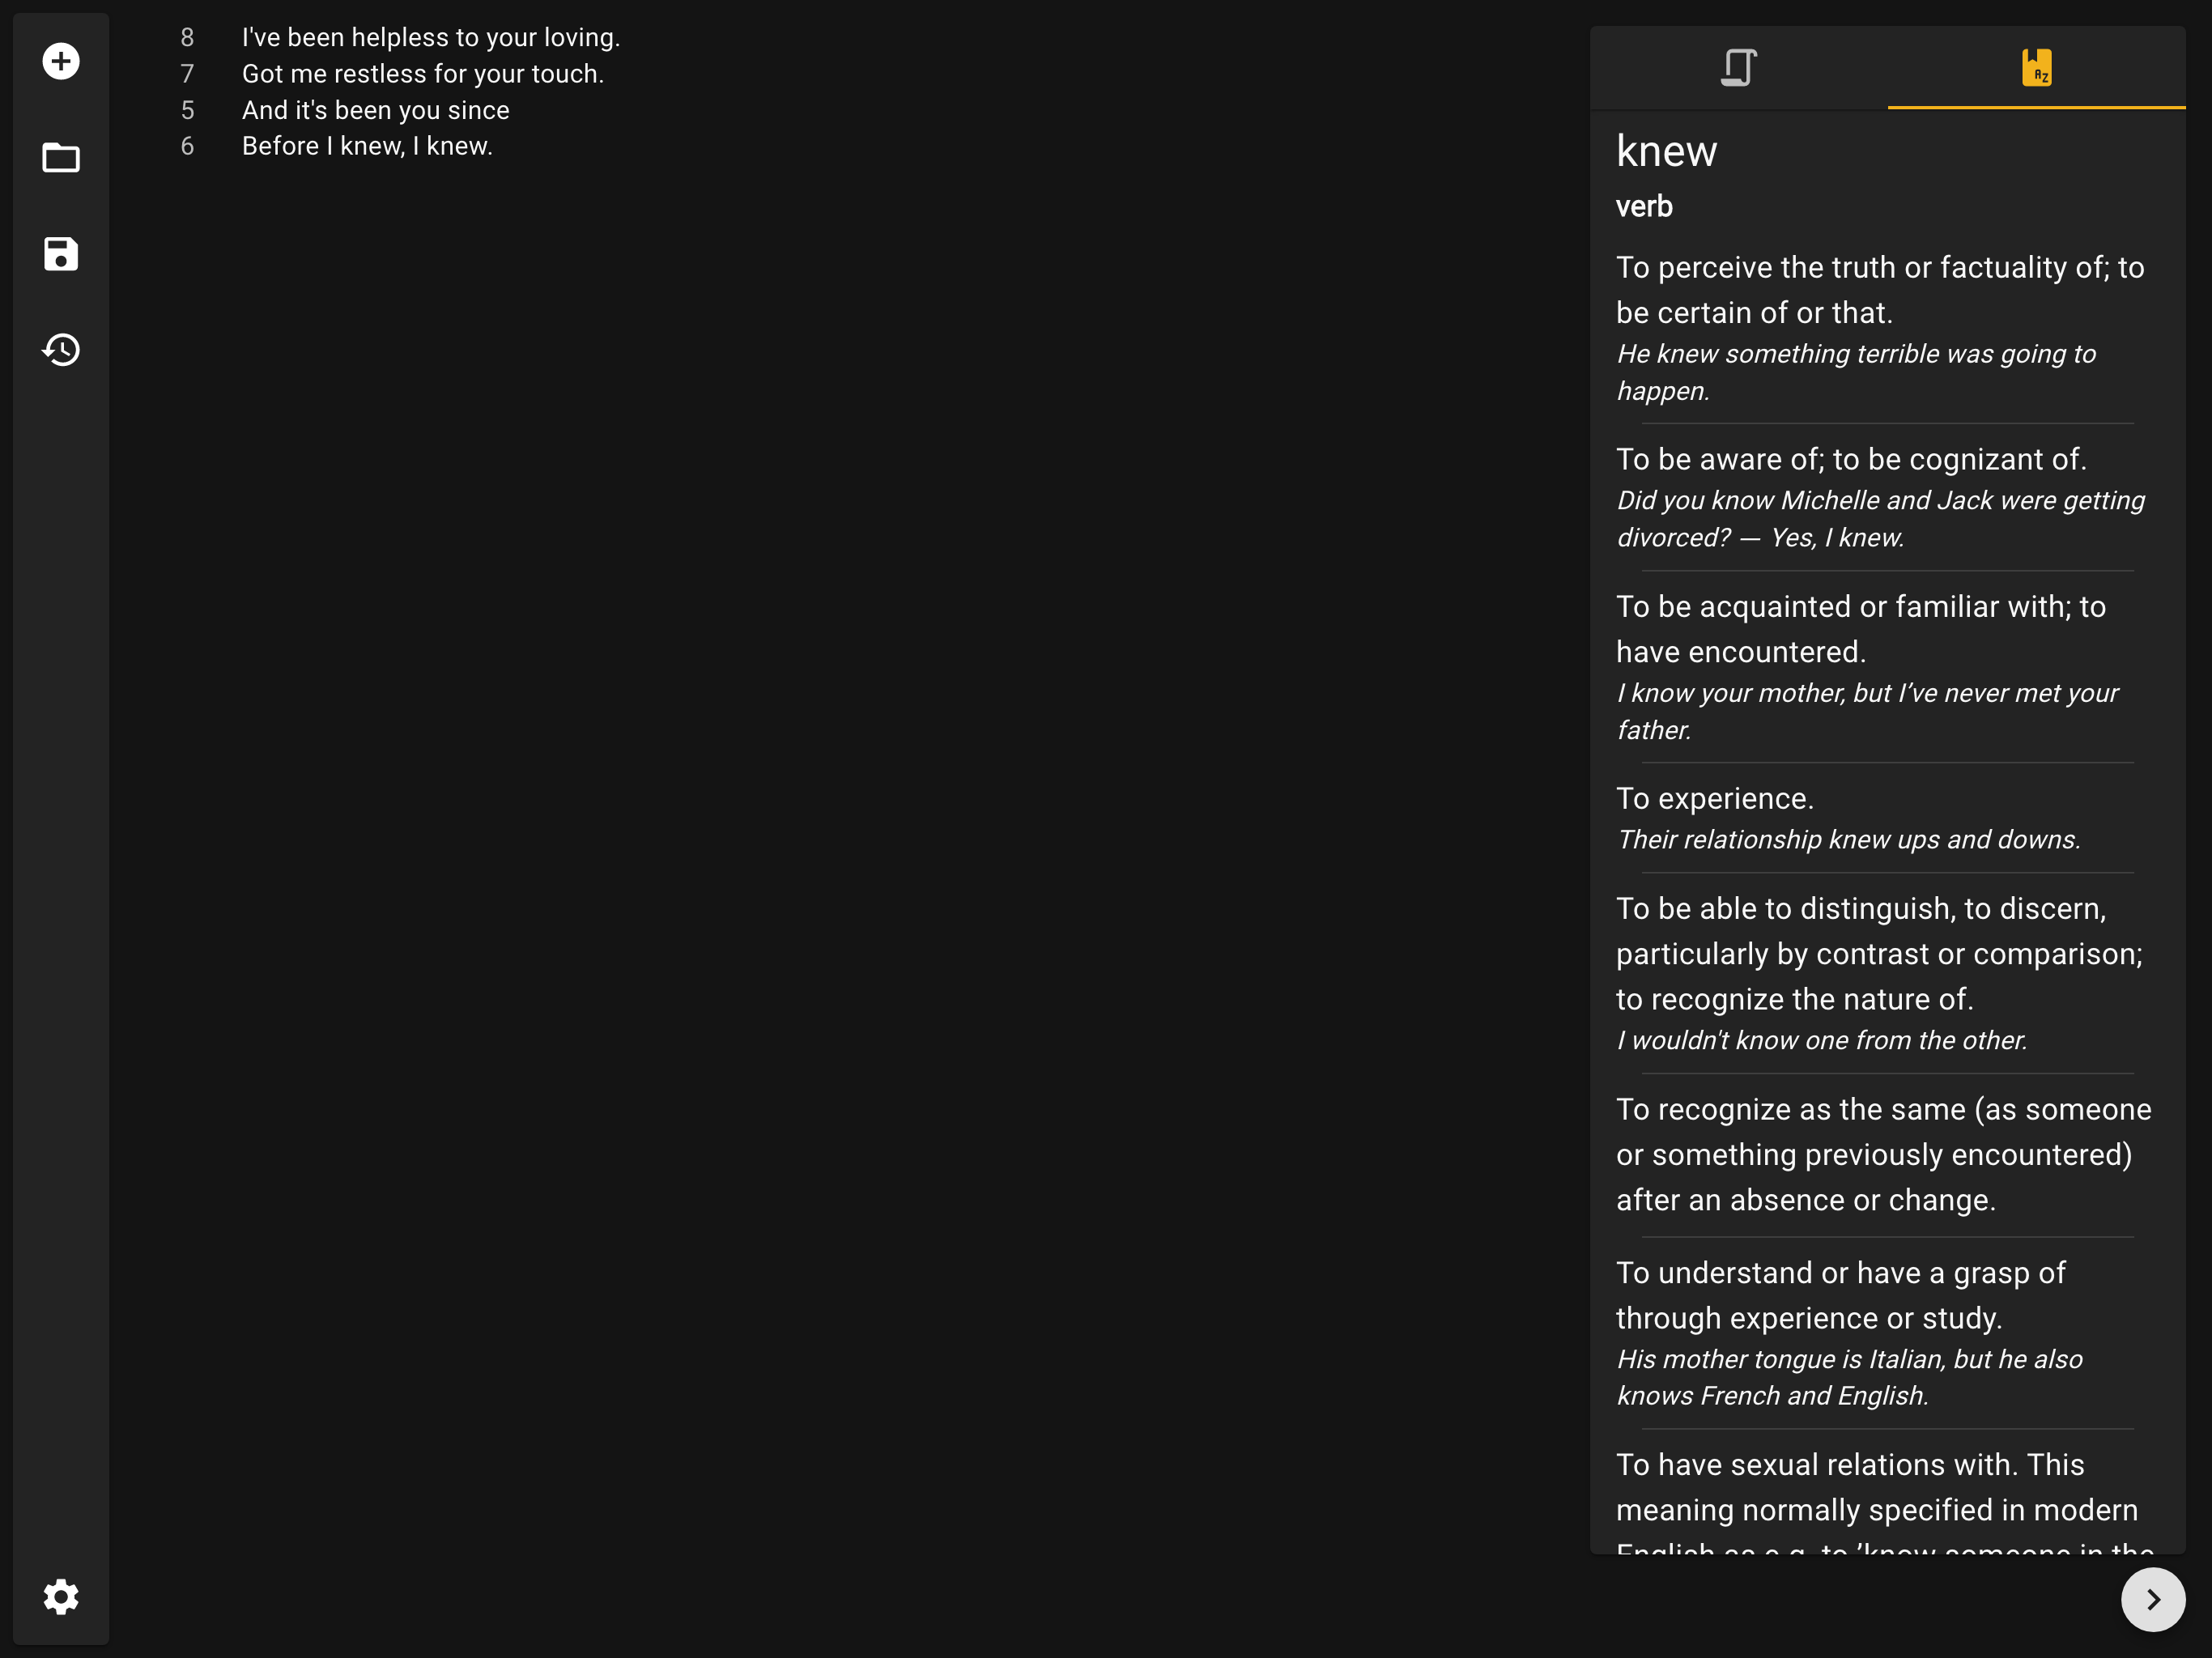 8 I've been helpless to your loving.
7 Got me restless for your touch.
5 And it's been you since
6 Before I knew, I knew.
AZ
knew
verb
To perceive the truth or factuality of; to
be certain of or that.
He knew something terrible was going to
happen.
To be aware of; to be cognizant of.
Did you know Michelle and Jack were getting
divorced? — Yes, I knew.
To be acquainted or familiar with; to
have encountered.
I know your mother, but I’ve never met your
father.
To experience.
Their relationship knew ups and downs.
To be able to distinguish, to discern,
particularly by contrast or comparison;
to recognize the nature of.
I wouldn't know one from the other.
To recognize as the same (as someone
or something previously encountered)
after an absence or change.
To understand or have a grasp of
through experience or study.
His mother tongue is Italian, but he also
knows French and English.
To have sexual relations with. This
meaning normally specified in modern
English as e.g. to ’know someone in the